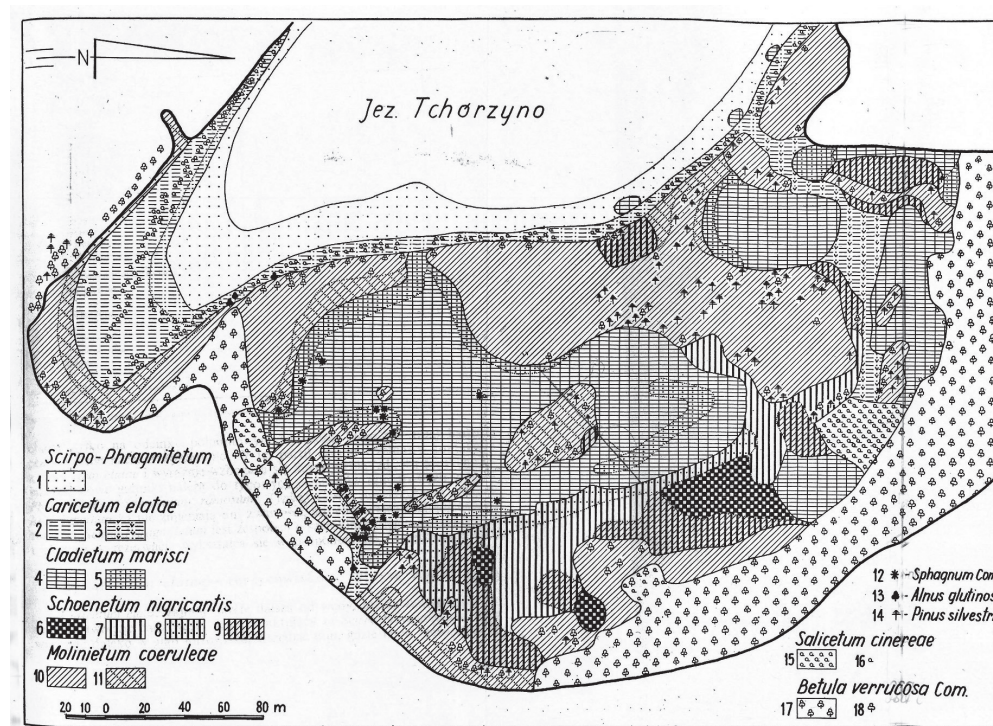 N
Jez. Tchórzyno
Scirpo-Phragmitetum
1
Caricetum elatae
2 3
Cladietum marisci
4 5
Schoenetum nigricantis
6 7 8 9
Molinietum coeruleae
10 11
20 10 0 20 40 60 80 m
12 - Sphagnum Com
13 - Alnus glutinos
14 - Pinus silvestr
Salicetum cinereae
15 16
Betula verrucosa Com.
17 18